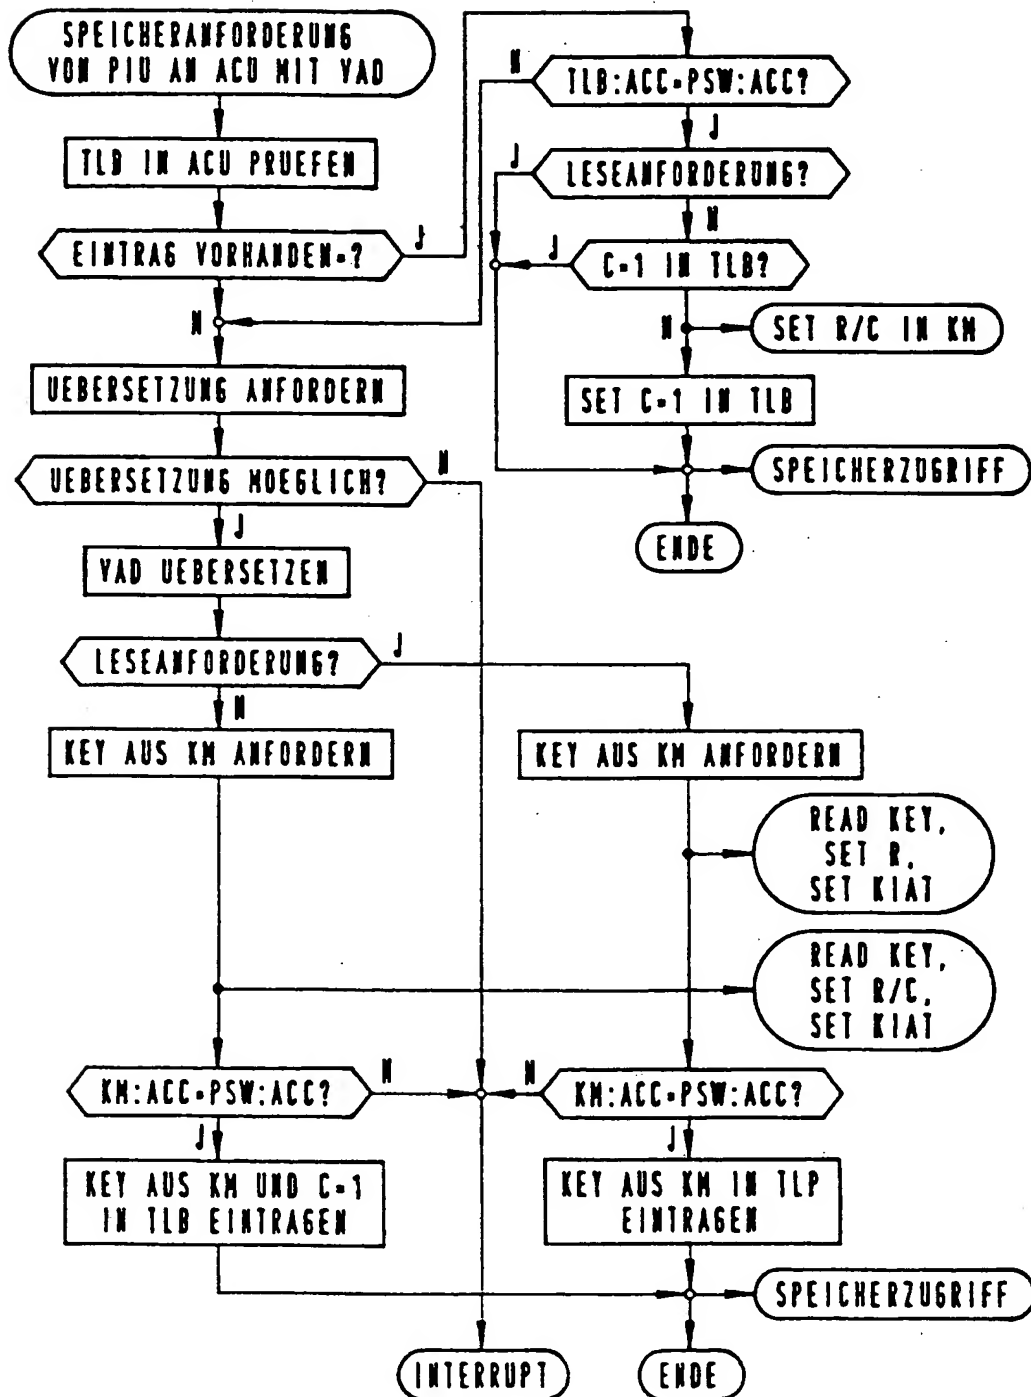 SPEICHERANFORDERUNG
VON PIU AN ACU MIT VAD
TLB IN ACU PRUEFEN
EINTRAG VORHANDEN=?
J
N
UEBERSETZUNG ANFORDERN
UEBERSETZUNG MOEGLICH?
N
J
VAD UEBERSETZEN
LESEANFORDERUNG?
J
N
KEY AUS KM ANFORDERN
KM:ACC=PSW:ACC?
N
J
KEY AUS KM UND C=1
IN TLB EINTRAGEN
INTERRUPT
TLB:ACC=PSW:ACC?
N
J
LESEANFORDERUNG?
J
N
C=1 IN TLB?
J
N
SET R/C IN KM
SET C=1 IN TLB
SPEICHERZUGRIFF
ENDE
KEY AUS KM ANFORDERN
READ KEY,
SET R,
SET KIAT
READ KEY,
SET R/C,
SET KIAT
KM:ACC=PSW:ACC?
N
J
KEY AUS KM IN TLP
EINTRAGEN
SPEICHERZUGRIFF
ENDE